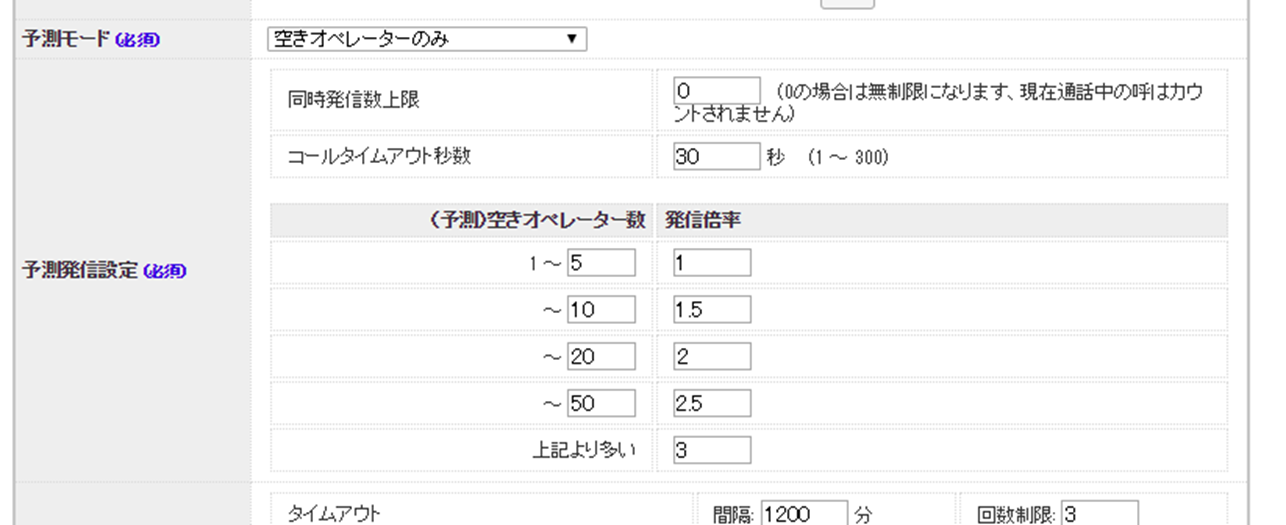 予測モード (必須)
空きオペレーターのみ ▼
同時発信数上限
0 (0の場合は無制限になります、現在通話中の呼はカウ
ントされません)
コールタイムアウト秒数
30 秒 (1 ～ 300)
予測発信設定 (必須)
(予測)空きオペレーター数 発信倍率
1 ～ 5 1
～ 10 1.5
～ 20 2
～ 50 2.5
上記より多い 3
タイムアウト 間隔: 1200 分 回数制限: 3